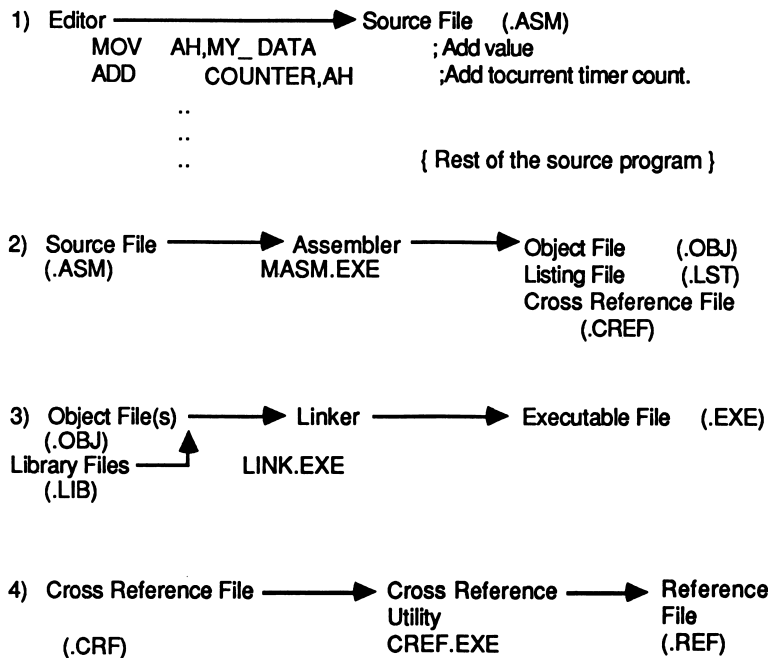 1) Editor Source File (.ASM)
MOV AH,MY_ DATA ; Add value
ADD COUNTER,AH ;Add tocurrent timer count.
..
..
.. { Rest of the source program }
2) Source File Assembler Object File (.OBJ)
(.ASM) MASM.EXE Listing File (.LST)
Cross Reference File
(.CREF)
3) Object File(s) Linker Executable File (.EXE)
(.OBJ)
Library Files LINK.EXE
(.LIB)
4) Cross Reference File Cross Reference Reference
Utility File
(.CRF) CREF.EXE (.REF)